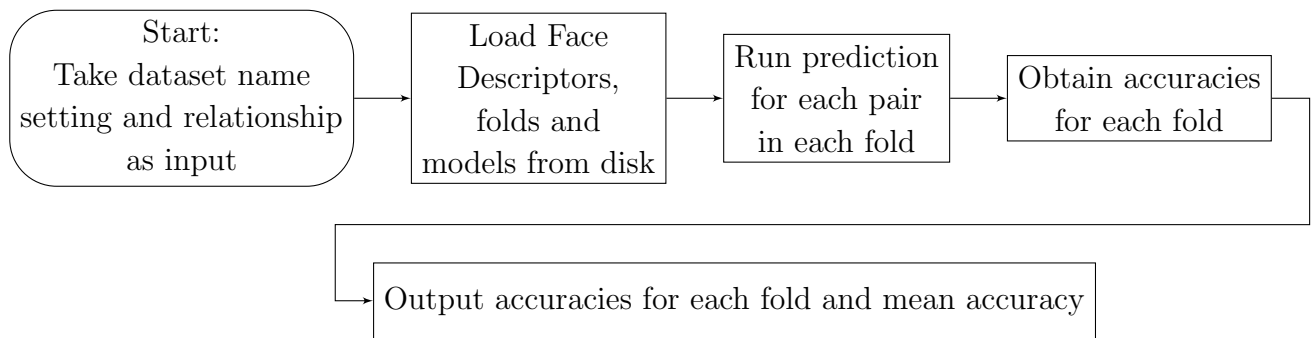 Start:
Take dataset name
setting and relationship
as input
Load Face
Descriptors,
folds and
models from disk
Run prediction
for each pair
in each fold
Obtain accuracies
for each fold
Output accuracies for each fold and mean accuracy